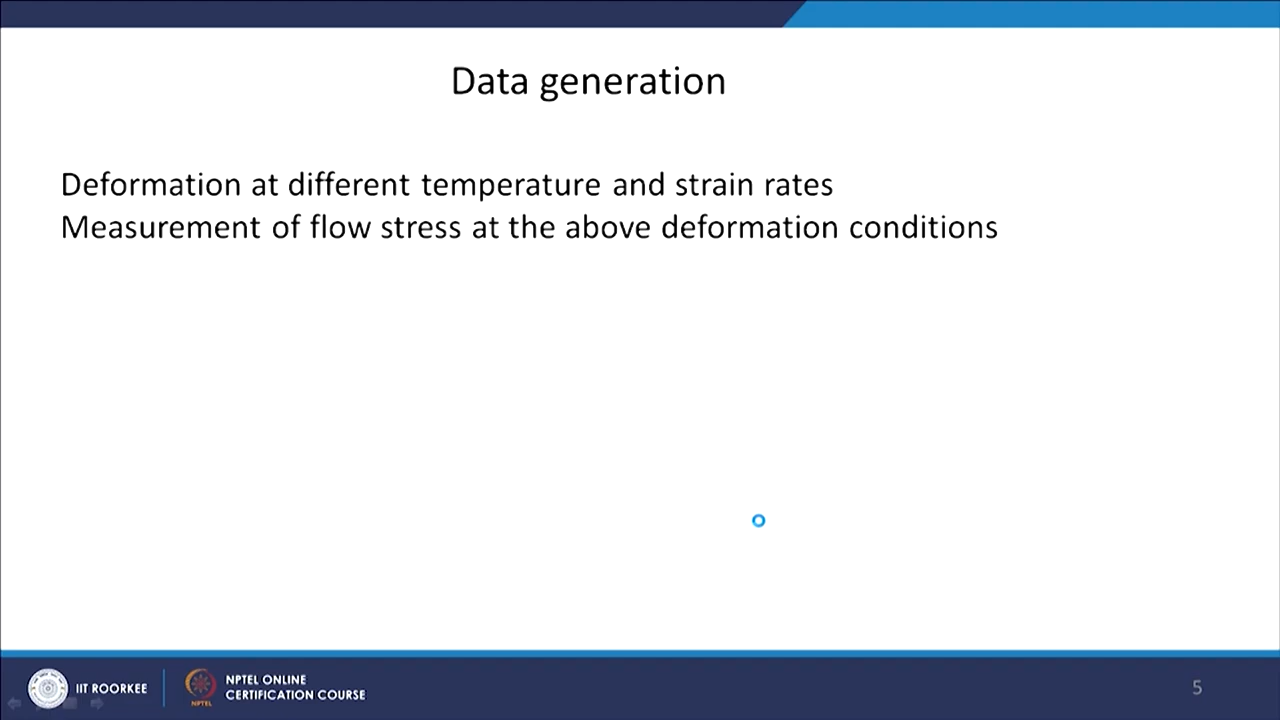 Data generation
Deformation at different temperature and strain rates
Measurement of flow stress at the above deformation conditions
IIT ROORKEE
NPTEL
NPTEL ONLINE
CERTIFICATION COURSE
5